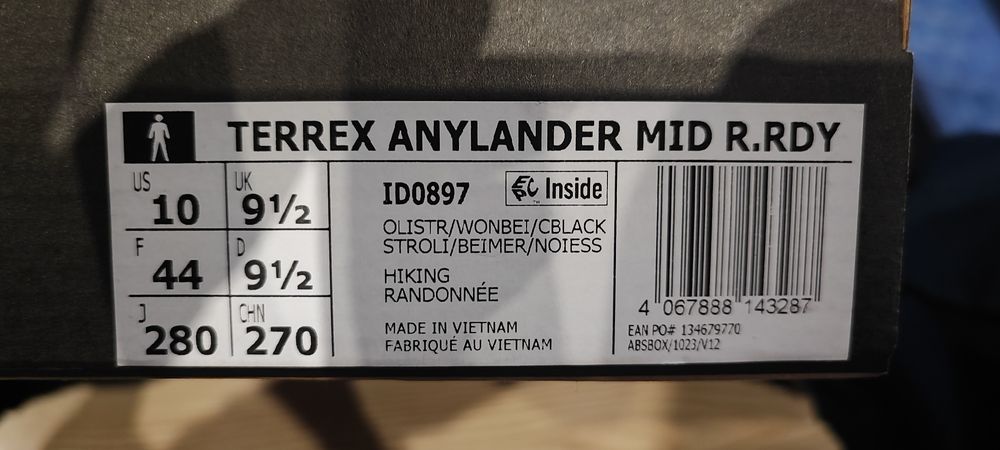 TERREX ANYLANDER MID R.RDY
US 10 UK 9½
F 44 D 9½
J 280 CHN 270
ID0897 EPC Inside
OLISTR/WONBEI/CBLACK
STROLI/BEIMER/NOIESS
HIKING
RANDONNÉE
MADE IN VIETNAM
FABRIQUÉ AU VIETNAM
4 067888 143287
EAN PO# 134679770
ABSBOX/1023/V12